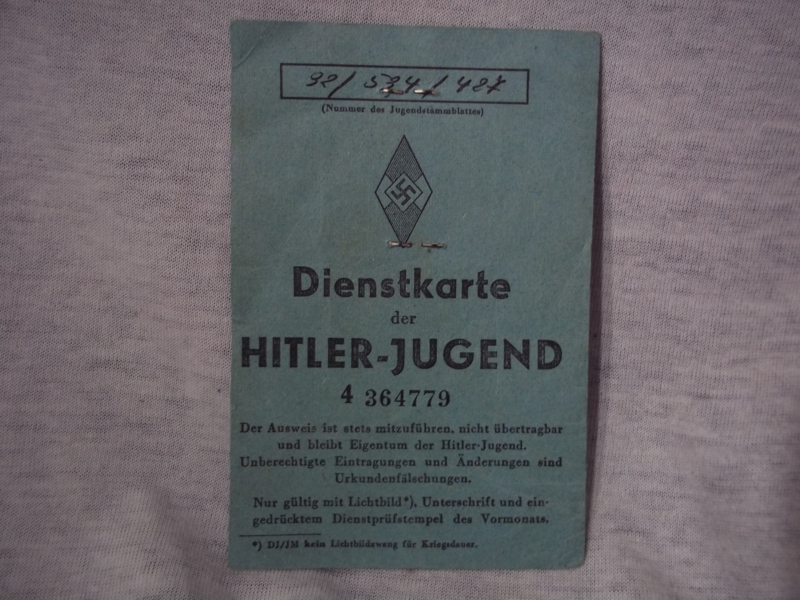 92/534/427
(Nummer des Jugendstammblattes)
Dienstkarte
der
HITLER-JUGEND
4 364779
Der Ausweis ist stets mitzuführen, nicht übertragbar
und bleibt Eigentum der Hitler-Jugend.
Unberechtigte Eintragungen und Änderungen sind
Urkundenfälschungen.
Nur gültig mit Lichtbild*), Unterschrift und ein-
gedrücktem Dienstprüfstempel des Vormonats.
*) DJ/JM kein Lichtbildzwang für Kriegsdauer.